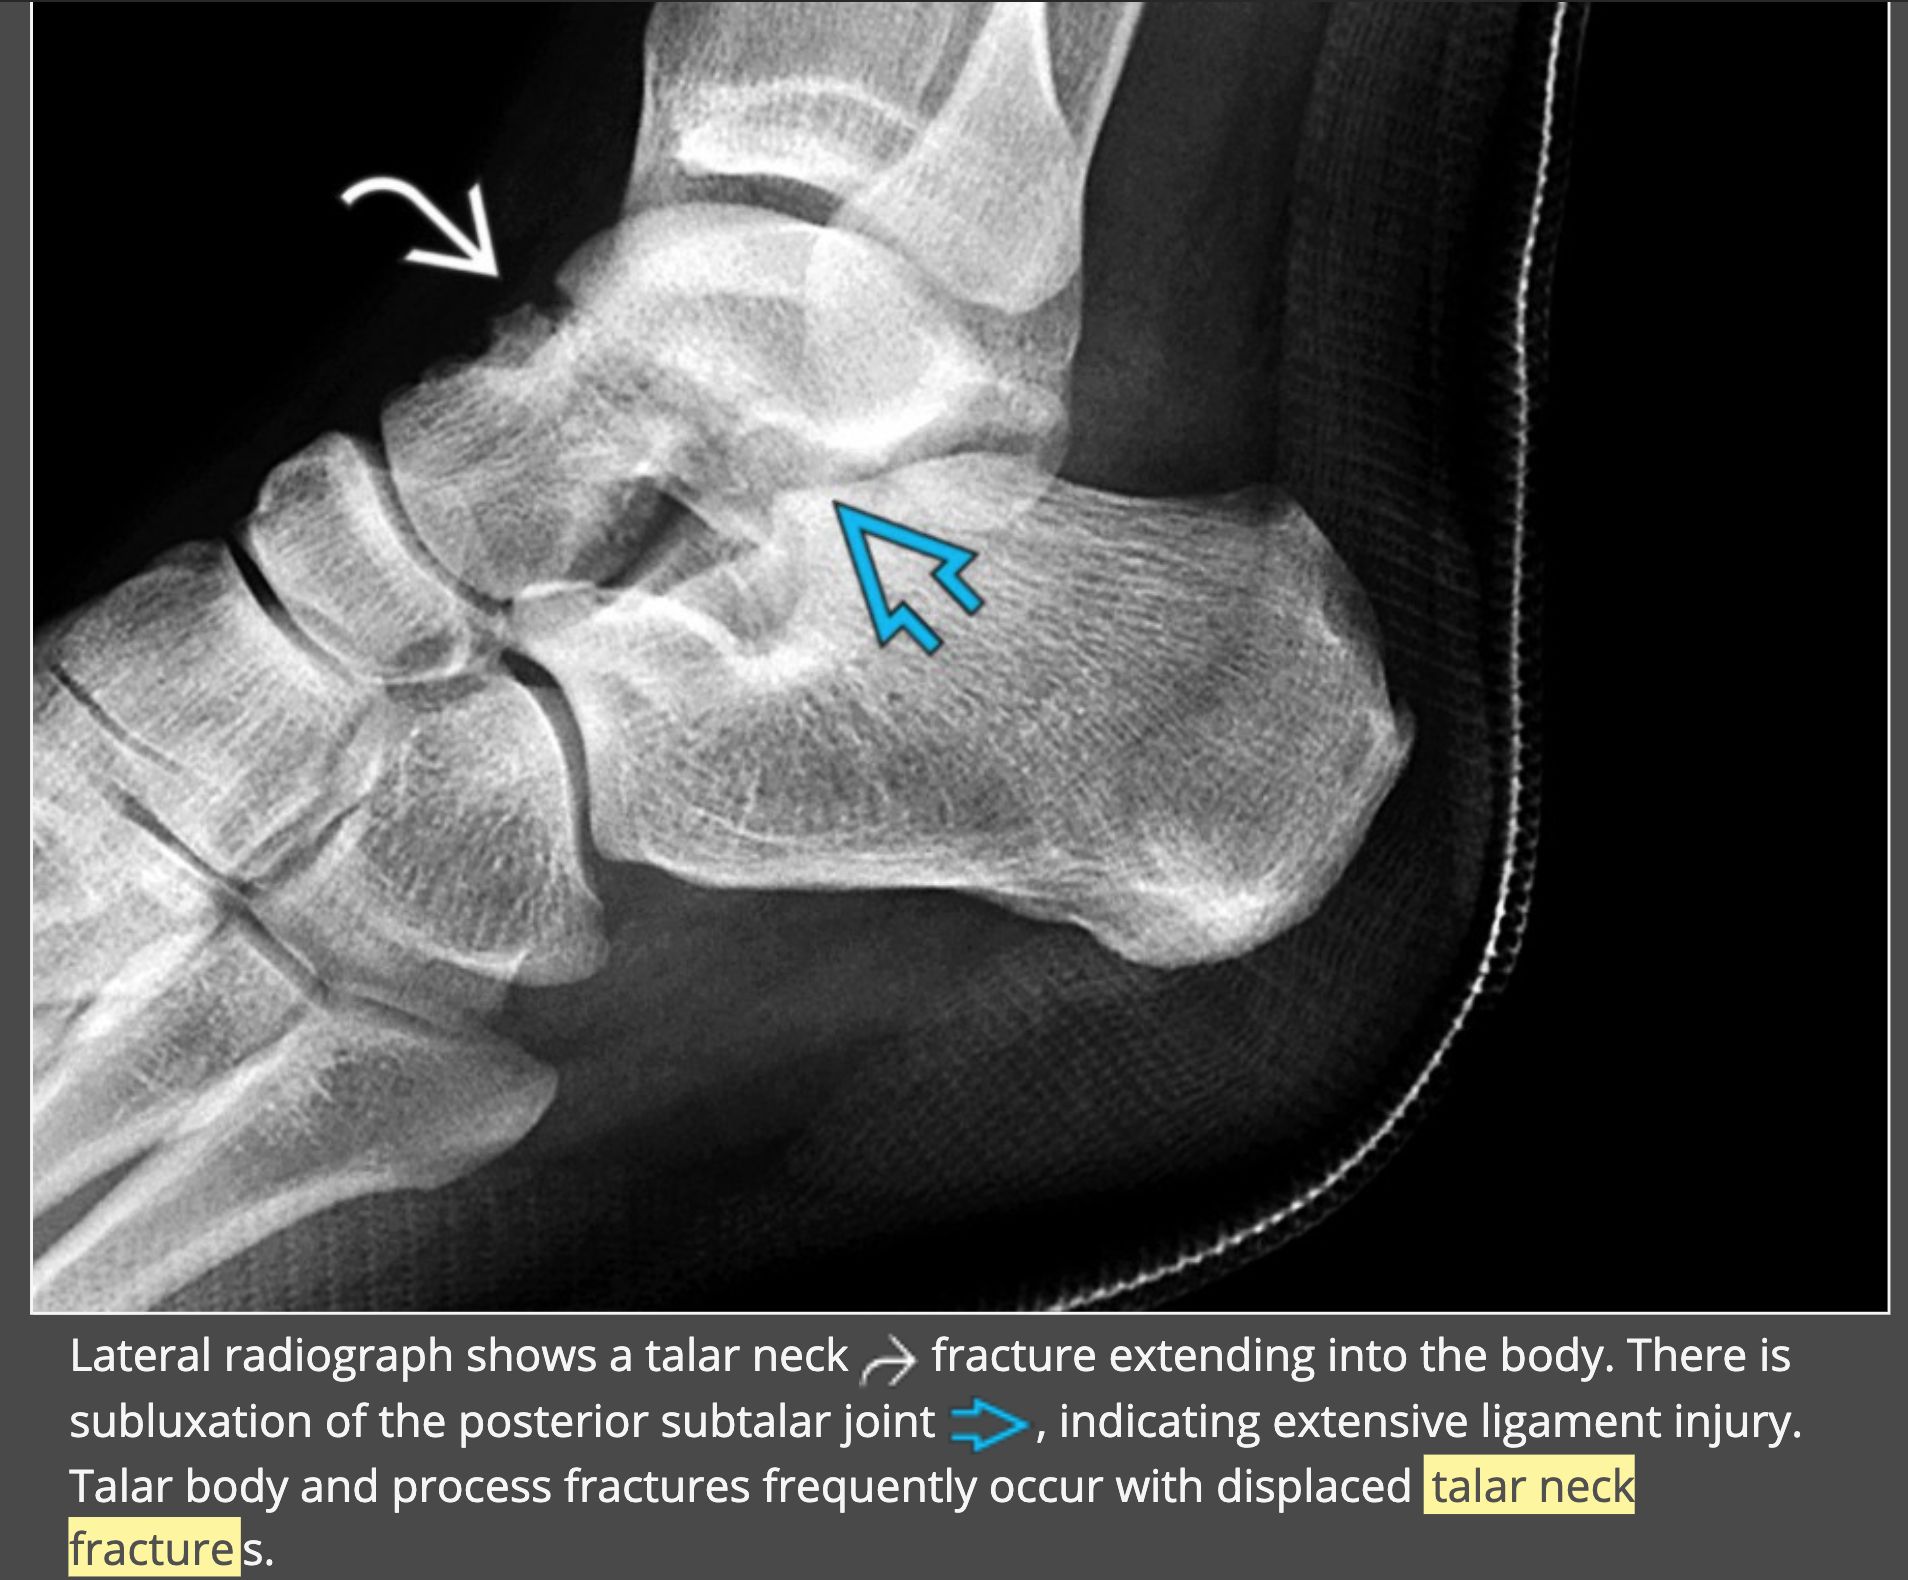 Lateral radiograph shows a talar neck fracture extending into the body. There is
subluxation of the posterior subtalar joint , indicating extensive ligament injury.
Talar body and process fractures frequently occur with displaced talar neck
fractures.